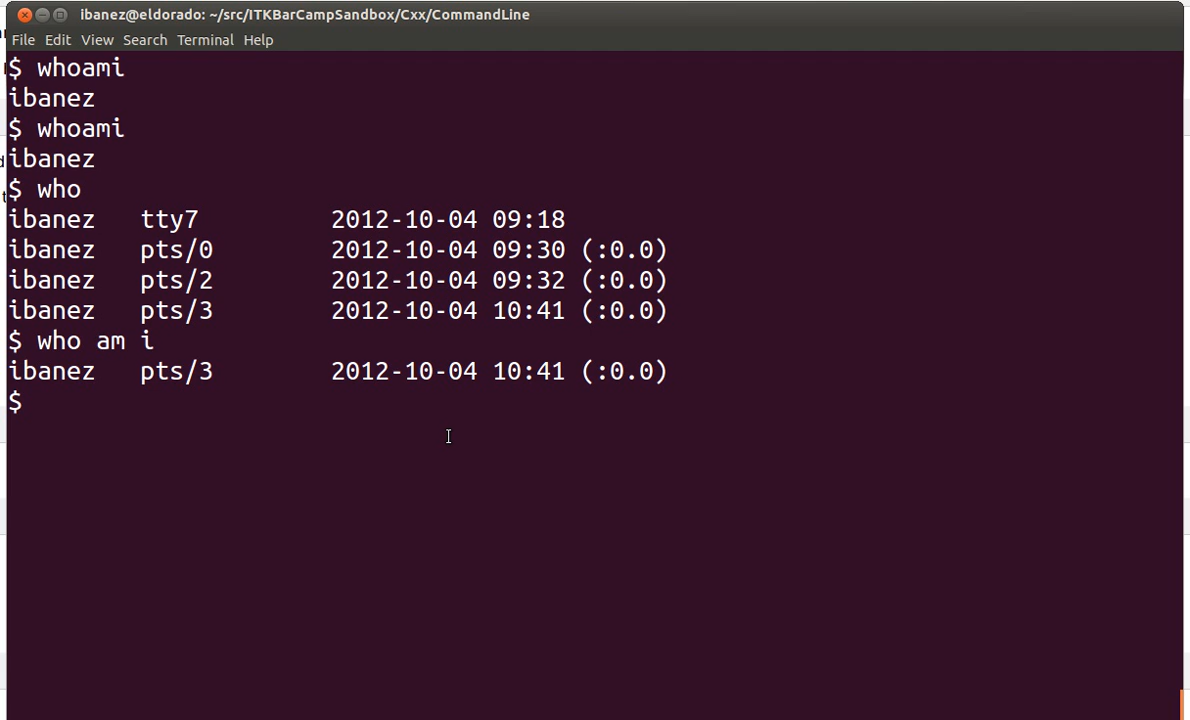 ibanez@eldorado: ~/src/ITKBarCampSandbox/Cxx/CommandLine
File Edit View Search Terminal Help
$ whoami
ibanez
$ whoami
ibanez
$ who
ibanez   tty7         2012-10-04 09:18
ibanez   pts/0        2012-10-04 09:30 (:0.0)
ibanez   pts/2        2012-10-04 09:32 (:0.0)
ibanez   pts/3        2012-10-04 10:41 (:0.0)
$ who am i
ibanez   pts/3        2012-10-04 10:41 (:0.0)
$